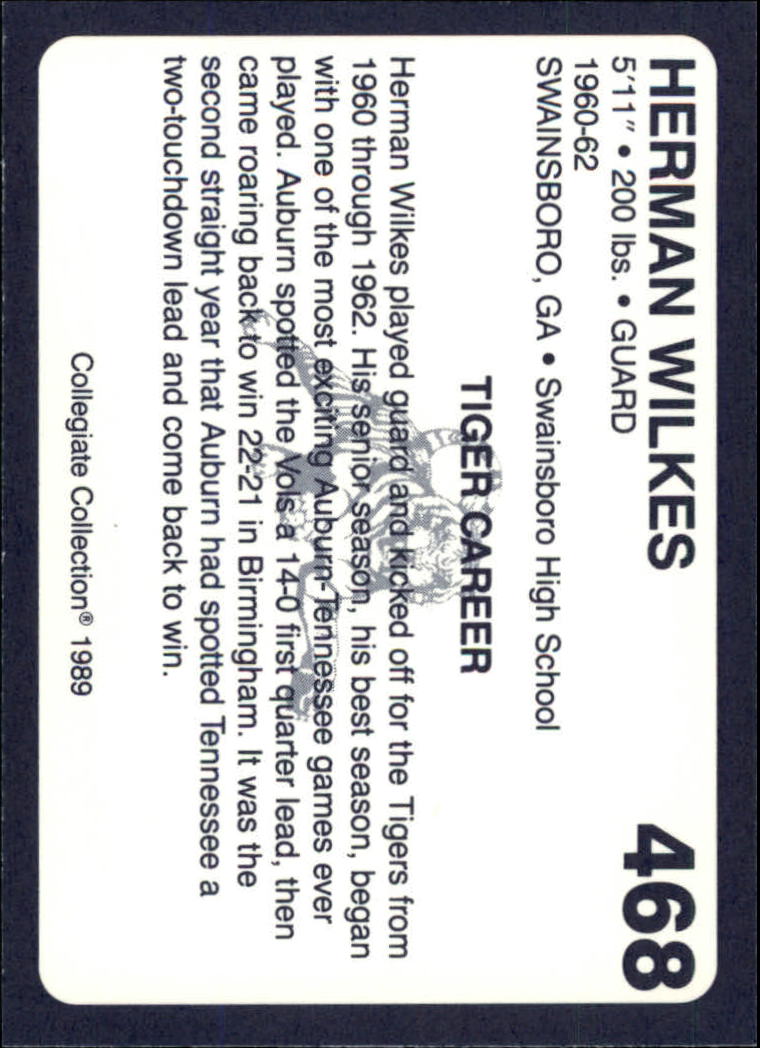 HERMAN WILKES 468
5'11" • 200 lbs. • GUARD
1960-62
SWAINSBORO, GA • Swainsboro High School
TIGER CAREER
Herman Wilkes played guard and kicked off for the Tigers from
1960 through 1962. His senior season, his best season, began
with one of the most exciting Auburn-Tennessee games ever
played. Auburn spotted the Vols a 14-0 first quarter lead, then
came roaring back to win 22-21 in Birmingham. It was the
second straight year that Auburn had spotted Tennessee a
two-touchdown lead and come back to win.
Collegiate Collection® 1989